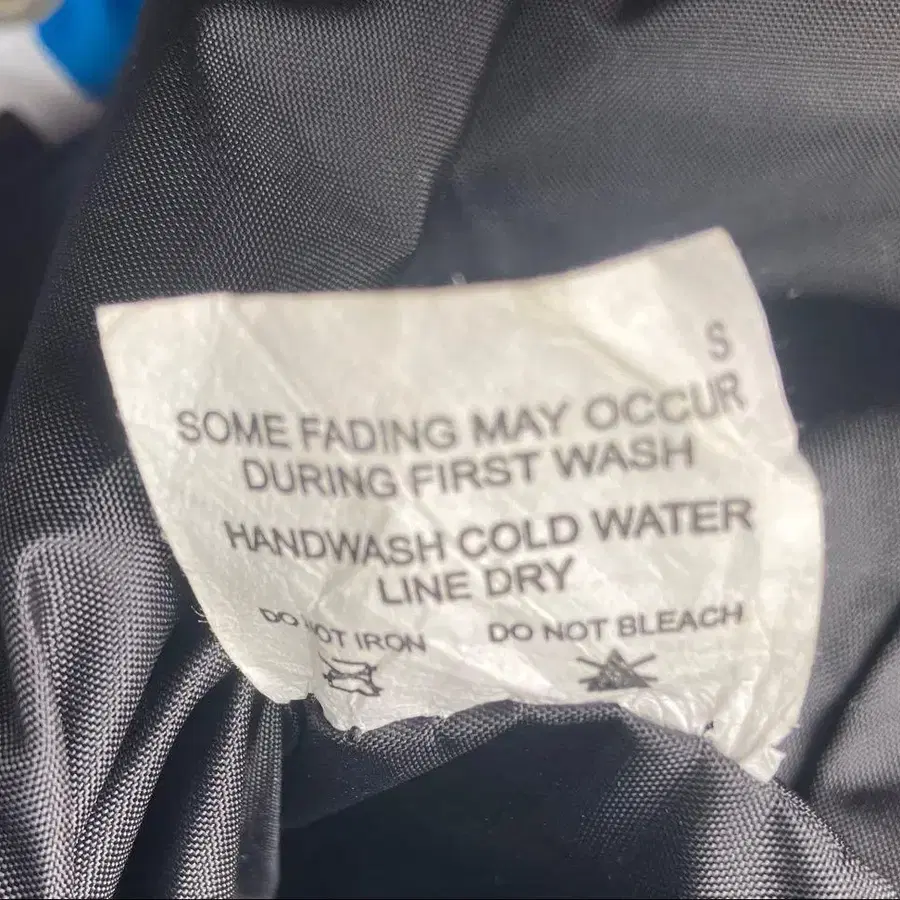 S
SOME FADING MAY OCCUR
DURING FIRST WASH
HANDWASH COLD WATER
LINE DRY
DO NOT IRON DO NOT BLEACH